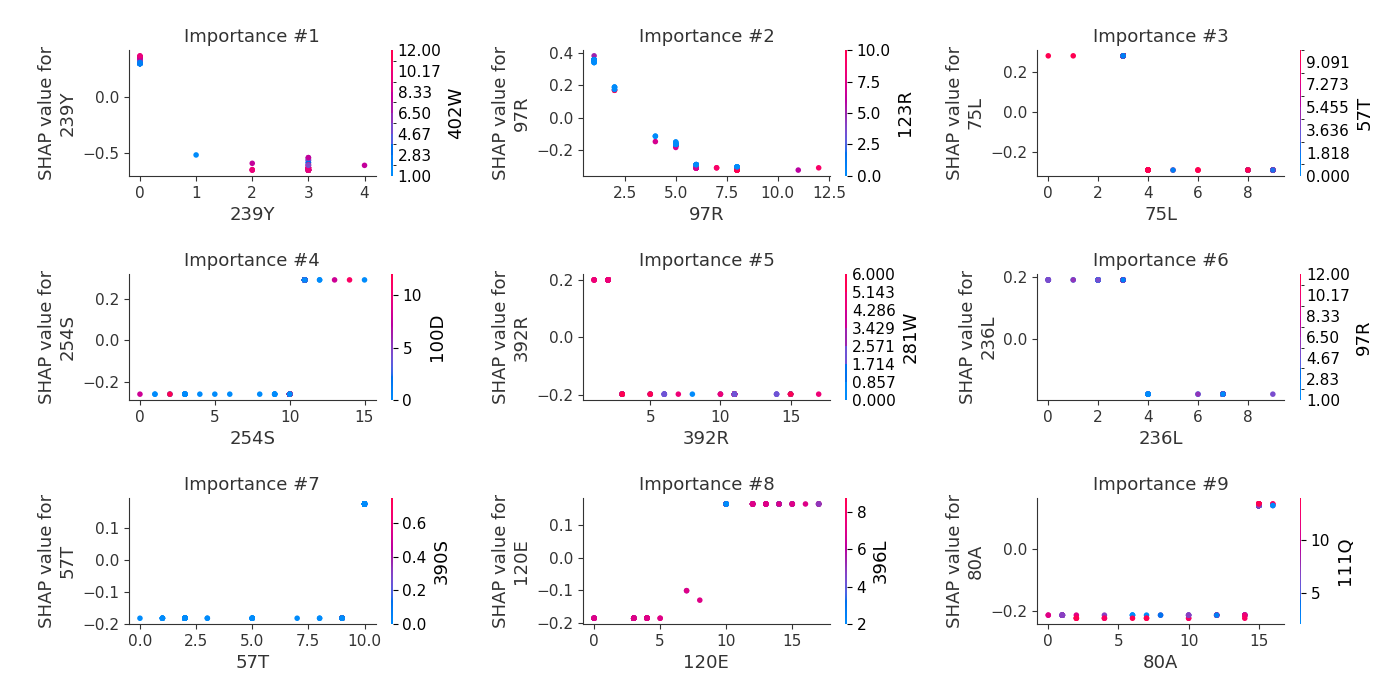 Importance #1
SHAP value for
239Y
0.0
−0.5
0
1
2
3
4
239Y
12.00
10.17
8.33
6.50
4.67
2.83
1.00
402W
Importance #2
SHAP value for
97R
0.4
0.2
0.0
−0.2
2.5
5.0
7.5
10.0
12.5
97R
10.0
7.5
5.0
2.5
0.0
123R
Importance #3
SHAP value for
75L
0.2
0.0
−0.2
0
2
4
6
8
75L
9.091
7.273
5.455
3.636
1.818
0.000
57T
Importance #4
SHAP value for
254S
0.2
0.0
−0.2
0
5
10
15
254S
10
5
0
100D
Importance #5
SHAP value for
392R
0.2
0.0
−0.2
5
10
15
392R
6.000
5.143
4.286
3.429
2.571
1.714
0.857
0.000
281W
Importance #6
SHAP value for
236L
0.2
0.0
0
2
4
6
8
236L
12.00
10.17
8.33
6.50
4.67
2.83
1.00
97R
Importance #7
SHAP value for
57T
0.1
0.0
−0.1
−0.2
0.0
2.5
5.0
7.5
10.0
57T
0.6
0.4
0.2
0.0
390S
Importance #8
SHAP value for
120E
0.1
0.0
−0.1
−0.2
0
5
10
15
120E
8
6
4
2
396L
Importance #9
SHAP value for
80A
0.0
−0.2
0
5
10
15
80A
10
5
111Q